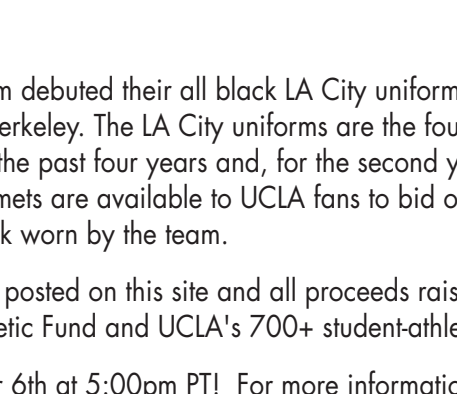 m debuted their all black LA City uniform
erkeley. The LA City uniforms are the fou
the past four years and, for the second y
mets are available to UCLA fans to bid o
k worn by the team.
posted on this site and all proceeds rais
etic Fund and UCLA's 700+ student-athle
r 6th at 5:00pm PT! For more informatio